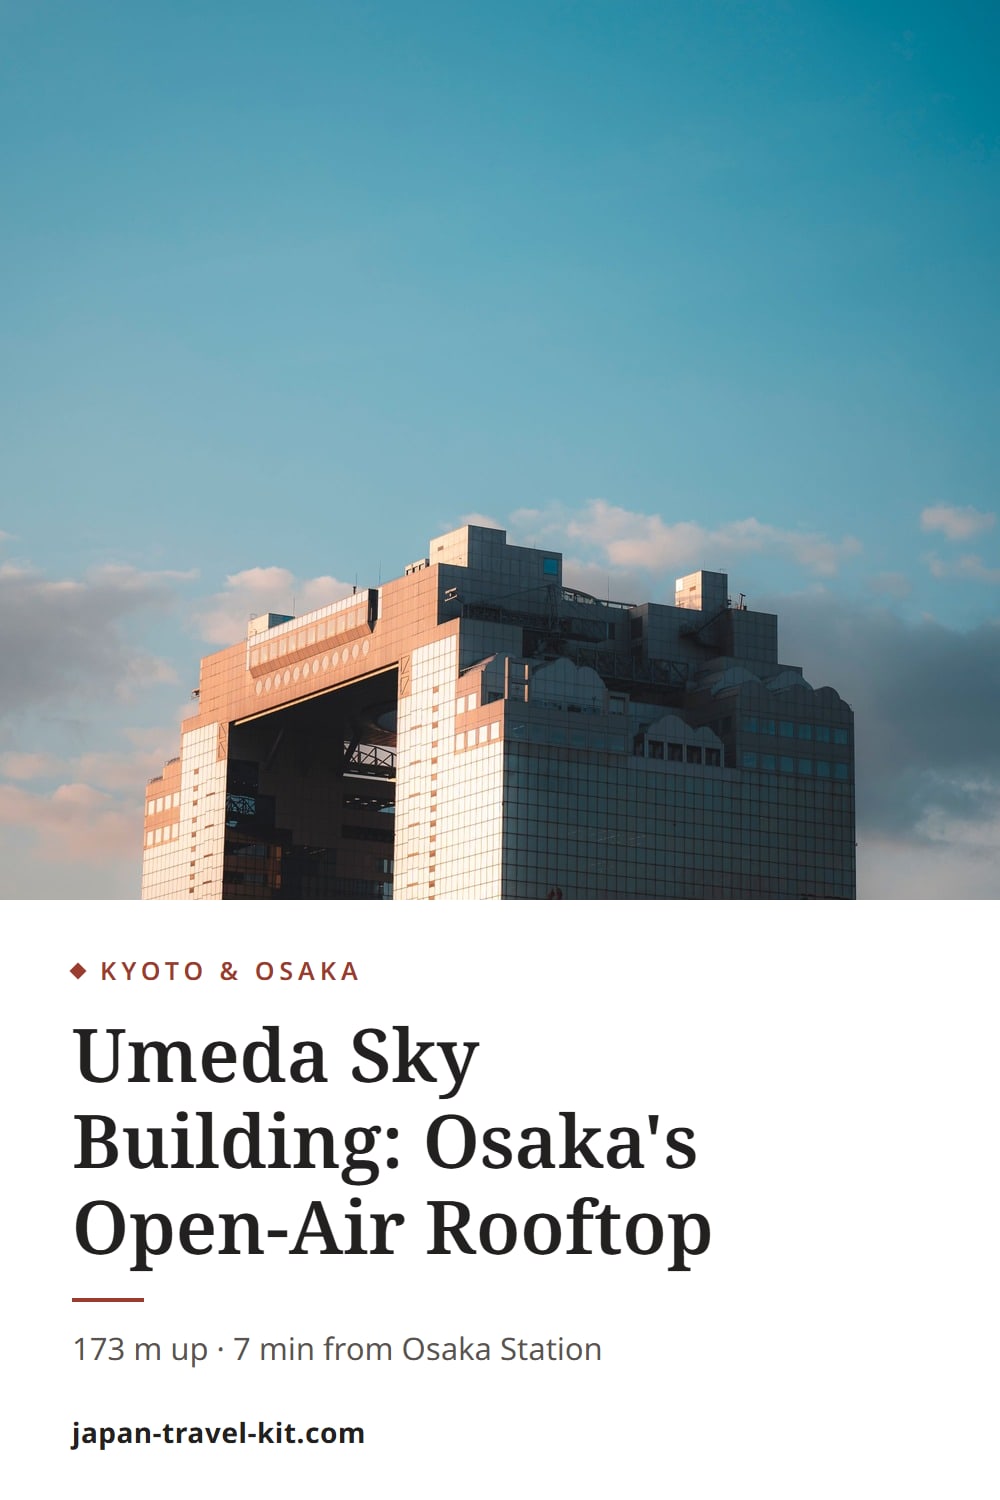 KYOTO & OSAKA
Umeda Sky
Building: Osaka's
Open-Air Rooftop
173 m up · 7 min from Osaka Station
japan-travel-kit.com